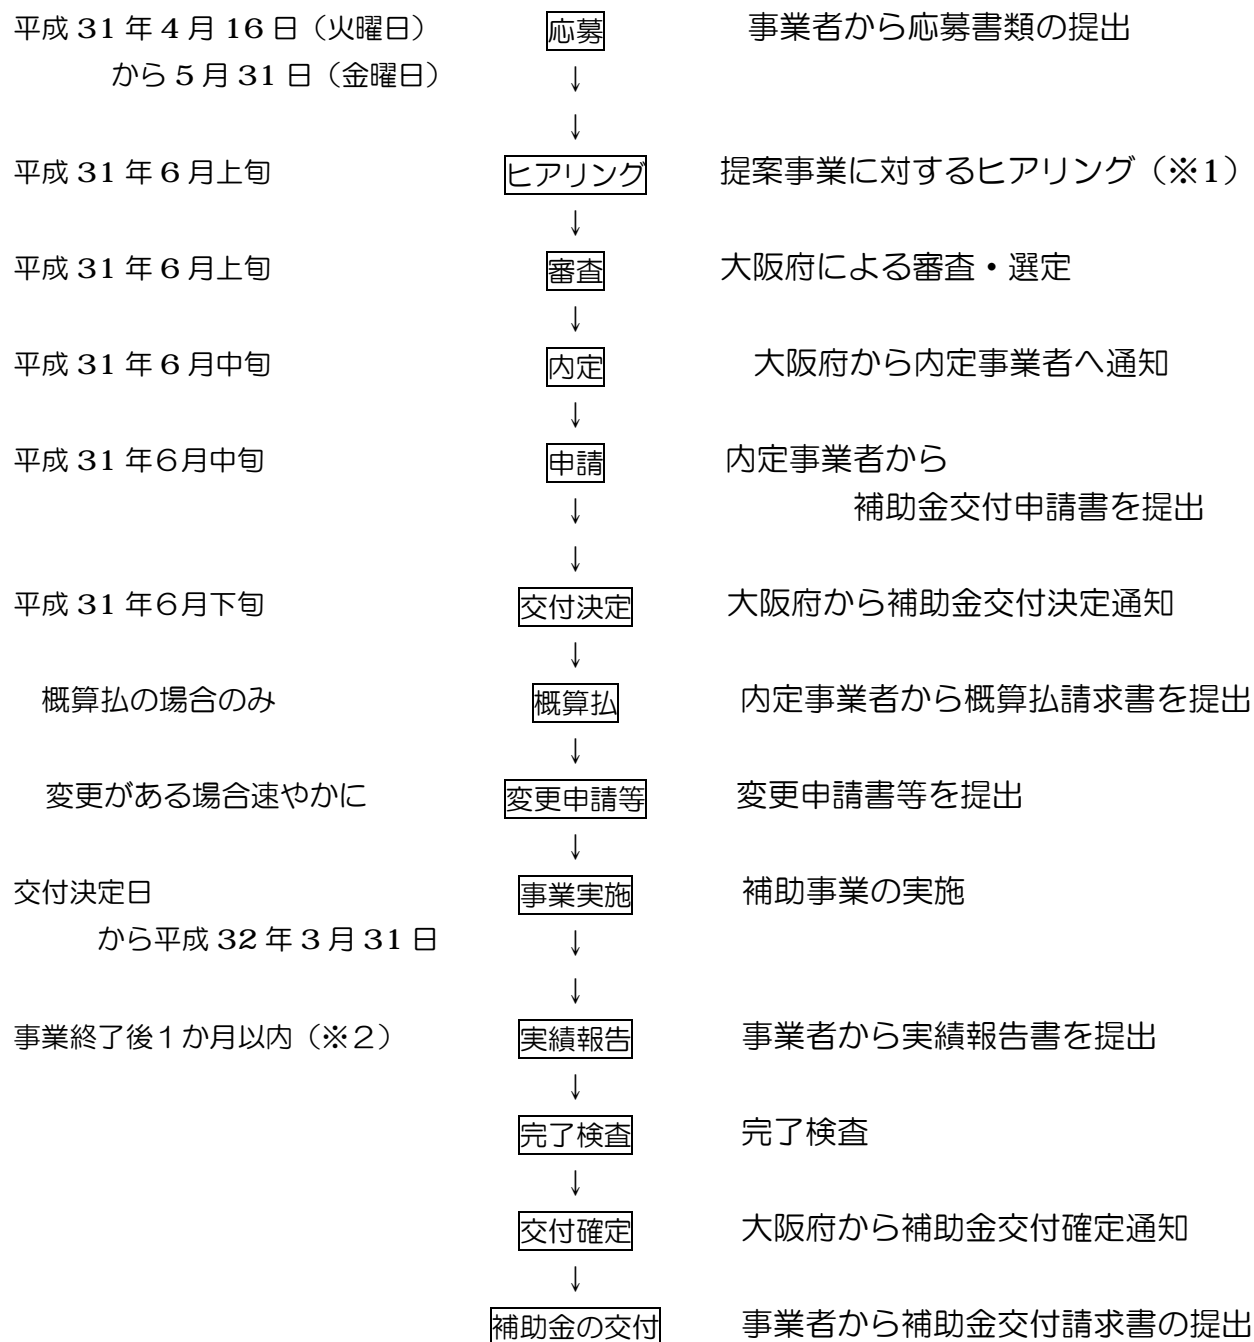 平成 31 年 4 月 16 日（火曜日） 応募 事業者から応募書類の提出
から 5 月 31 日（金曜日） ↓
↓
平成 31 年 6 月上旬 ヒアリング 提案事業に対するヒアリング（※1）
↓
平成 31 年 6 月上旬 審査 大阪府による審査・選定
↓
平成 31 年 6 月中旬 内定 大阪府から内定事業者へ通知
↓
平成 31 年６月中旬 申請 内定事業者から
↓ 補助金交付申請書を提出
↓
平成 31 年６月下旬 交付決定 大阪府から補助金交付決定通知
↓
概算払の場合のみ 概算払 内定事業者から概算払請求書を提出
↓
変更がある場合速やかに 変更申請等 変更申請書等を提出
↓
交付決定日 事業実施 補助事業の実施
から平成 32 年 3 月 31 日 ↓
↓
事業終了後１か月以内（※２） 実績報告 事業者から実績報告書を提出
↓
完了検査 完了検査
↓
交付確定 大阪府から補助金交付確定通知
↓
補助金の交付 事業者から補助金交付請求書の提出